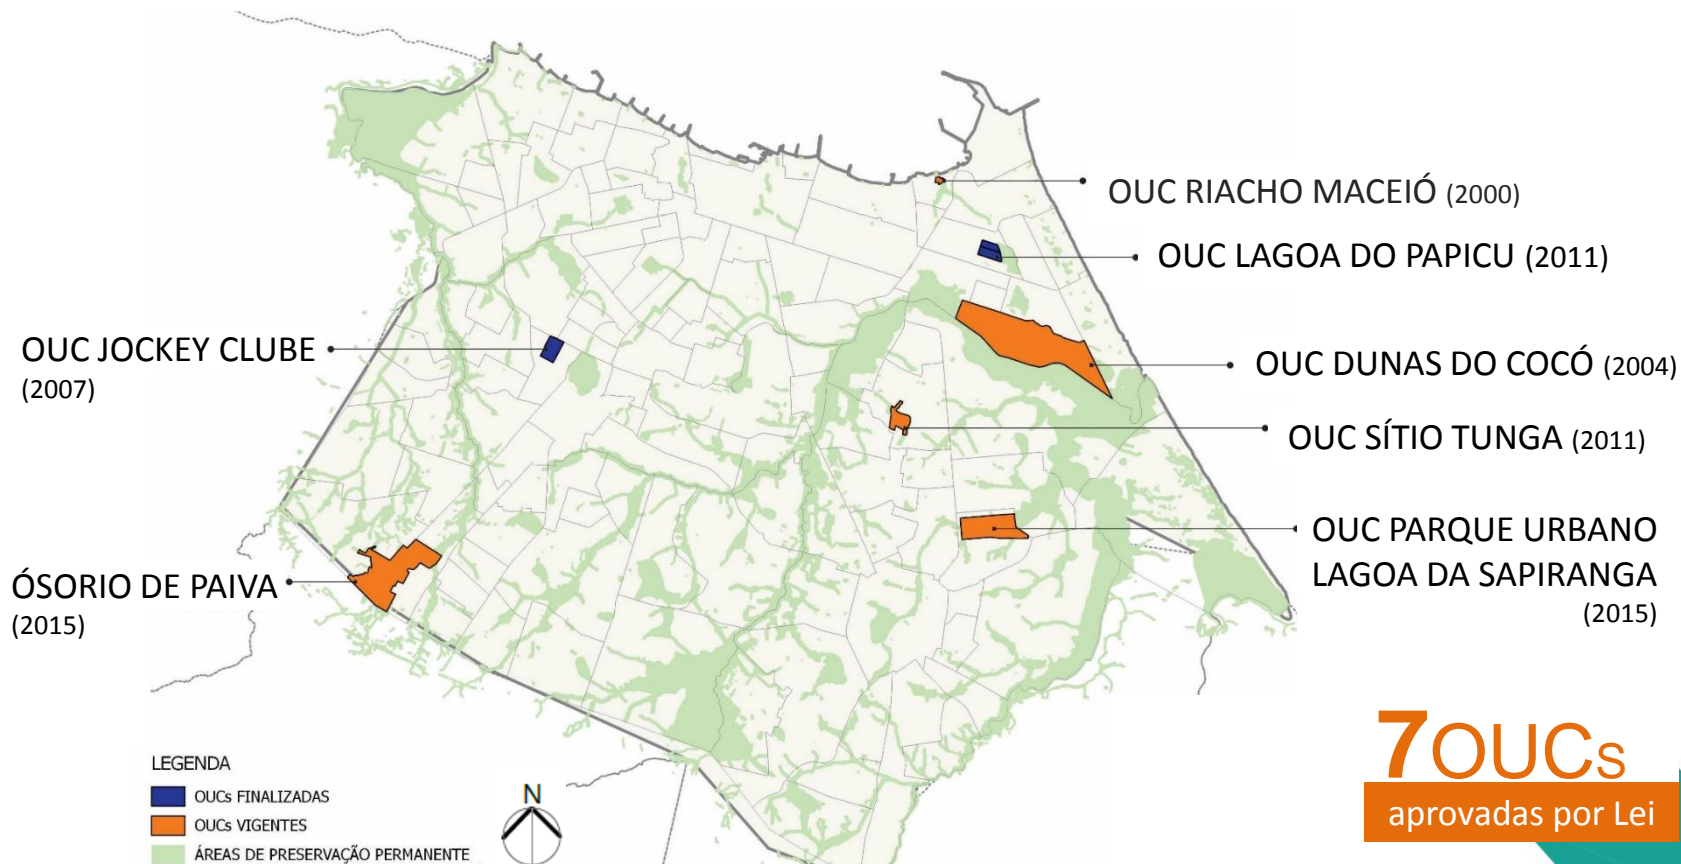 OUC RIACHO MACEIÓ (2000)
OUC LAGOA DO PAPICU (2011)
OUC JOCKEY CLUBE
(2007)
OUC DUNAS DO COCÓ (2004)
OUC SÍTIO TUNGA (2011)
OUC PARQUE URBANO
LAGOA DA SAPIRANGA
(2015)
ÓSORIO DE PAIVA
(2015)
7OUCs
aprovadas por Lei
LEGENDA
OUCs FINALIZADAS
OUCs VIGENTES
ÁREAS DE PRESERVAÇÃO PERMANENTE
N